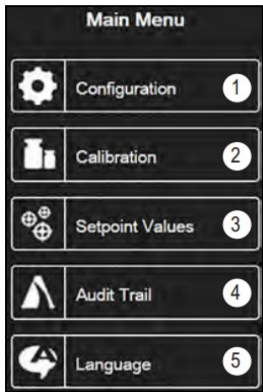 Main Menu
Configuration 1
Calibration 2
Setpoint Values 3
Audit Trail 4
Language 5